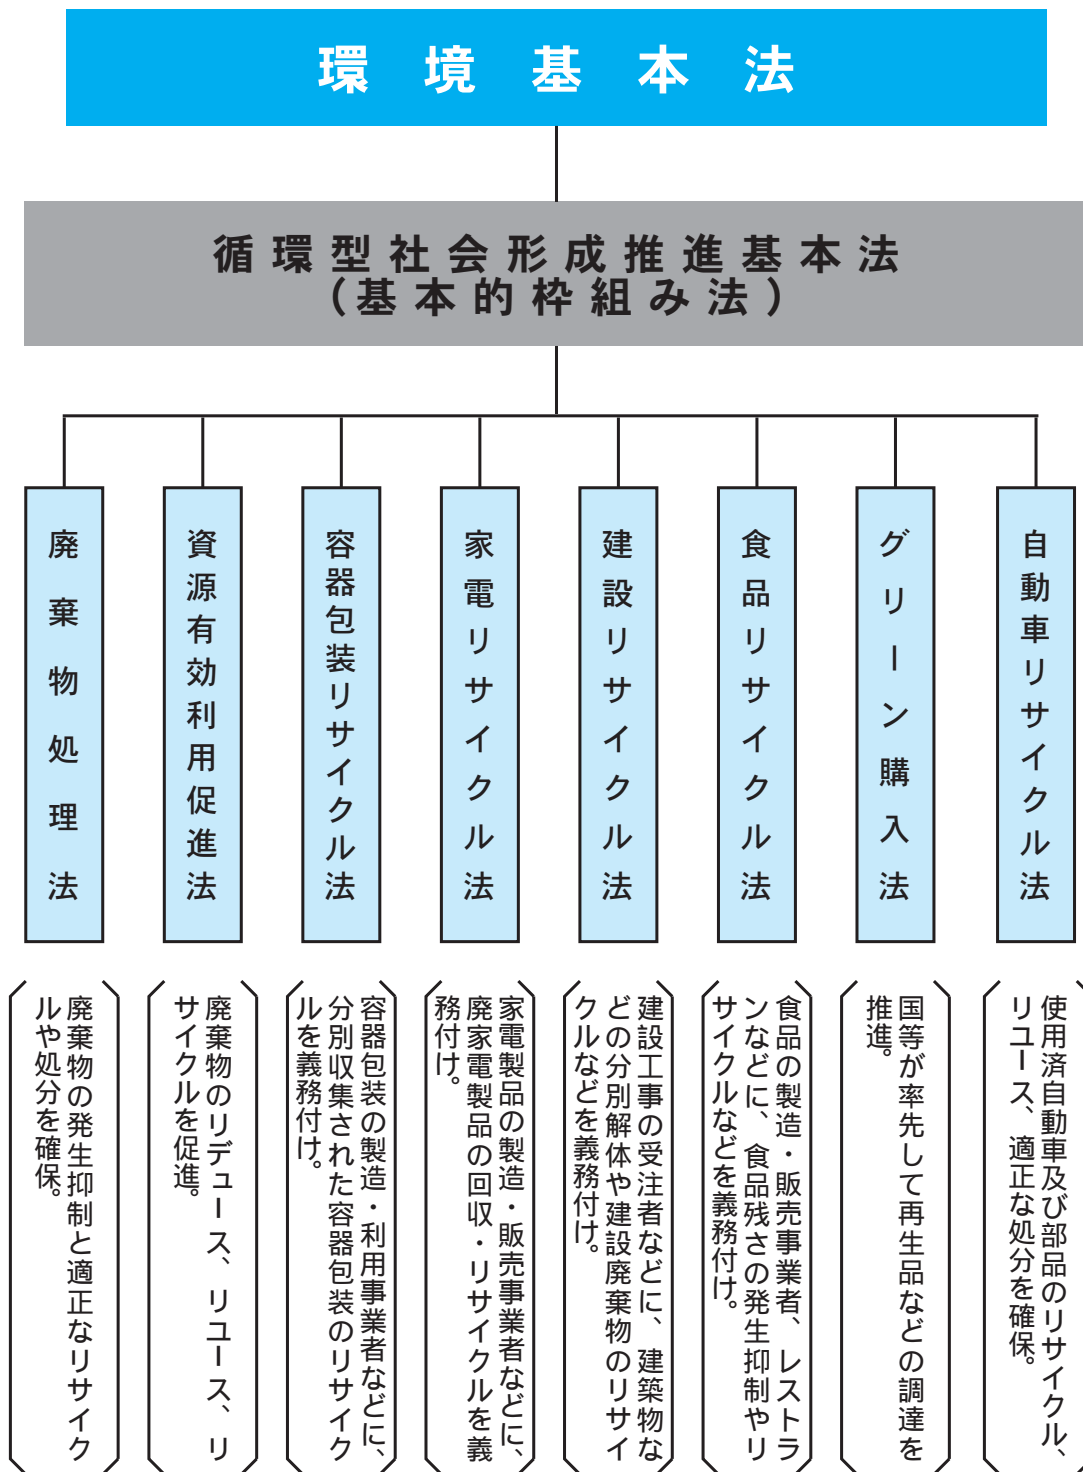 環境基本法
循環型社会形成推進基本法
（基本的枠組み法）
廃棄物処理法
資源有効利用促進法
容器包装リサイクル法
家電リサイクル法
建設リサイクル法
食品リサイクル法
グリーン購入法
自動車リサイクル法
廃棄物の発生抑制と適正なリサイク
ルや処分を確保。
廃棄物のリデュース、リユース、リ
サイクルを促進。
容器包装の製造・利用事業者などに、
分別収集された容器包装のリサイク
ルを義務付け。
家電製品の製造・販売事業者などに、
廃家電製品の回収・リサイクルを義
務付け。
建設工事の受注者などに、建築物な
どの分別解体や建設廃棄物のリサイ
クルなどを義務付け。
食品の製造・販売事業者、レストラ
ンなどに、食品残さの発生抑制やリ
サイクルなどを義務付け。
国等が率先して再生品などの調達を
推進。
使用済自動車及び部品のリサイクル、
リユース、適正な処分を確保。